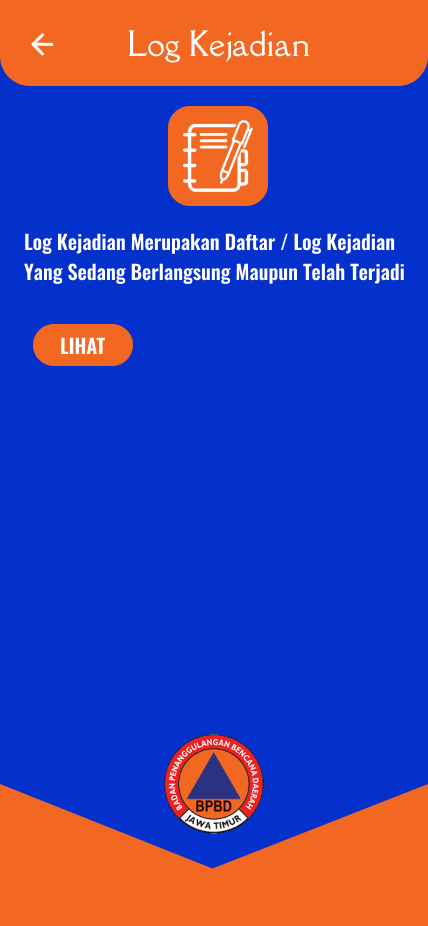 Log Kejadian
Log Kejadian Merupakan Daftar / Log Kejadian
Yang Sedang Berlangsung Maupun Telah Terjadi
LIHAT
BADAN PENANGGULANGAN BENCANA DAERAH
BPBD
JAWA TIMUR